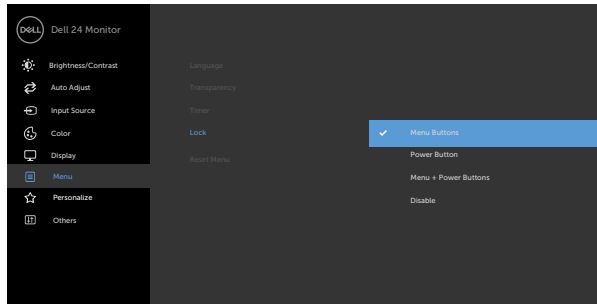 DELL Dell 24 Monitor
Brightness/Contrast
Auto Adjust
Input Source
Color
Display
Menu
Personalize
Others
Language
Transparency
Timer
Lock
Reset Menu
Menu Buttons
Power Button
Menu + Power Buttons
Disable